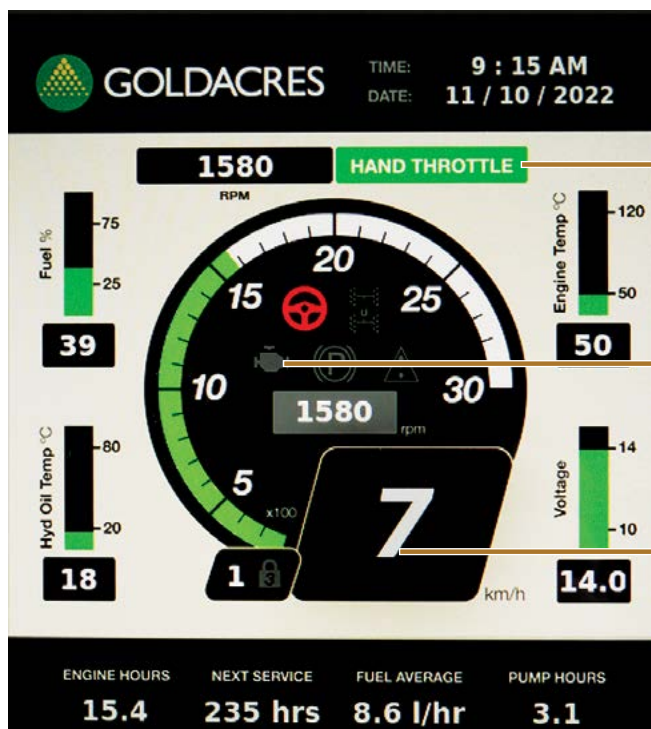 GOLDACRES
TIME: 9 : 15 AM
DATE: 11 / 10 / 2022
1580 HAND THROTTLE
RPM
Fuel %
75
25
39
Engine Temp °C
120
50
50
5
10
15
20
25
30
x100
P
1580
rpm
Hyd Oil Temp °C
80
20
18
Voltage
14
10
14.0
1 3
7
km/h
ENGINE HOURS NEXT SERVICE FUEL AVERAGE PUMP HOURS
15.4 235 hrs 8.6 l/hr 3.1